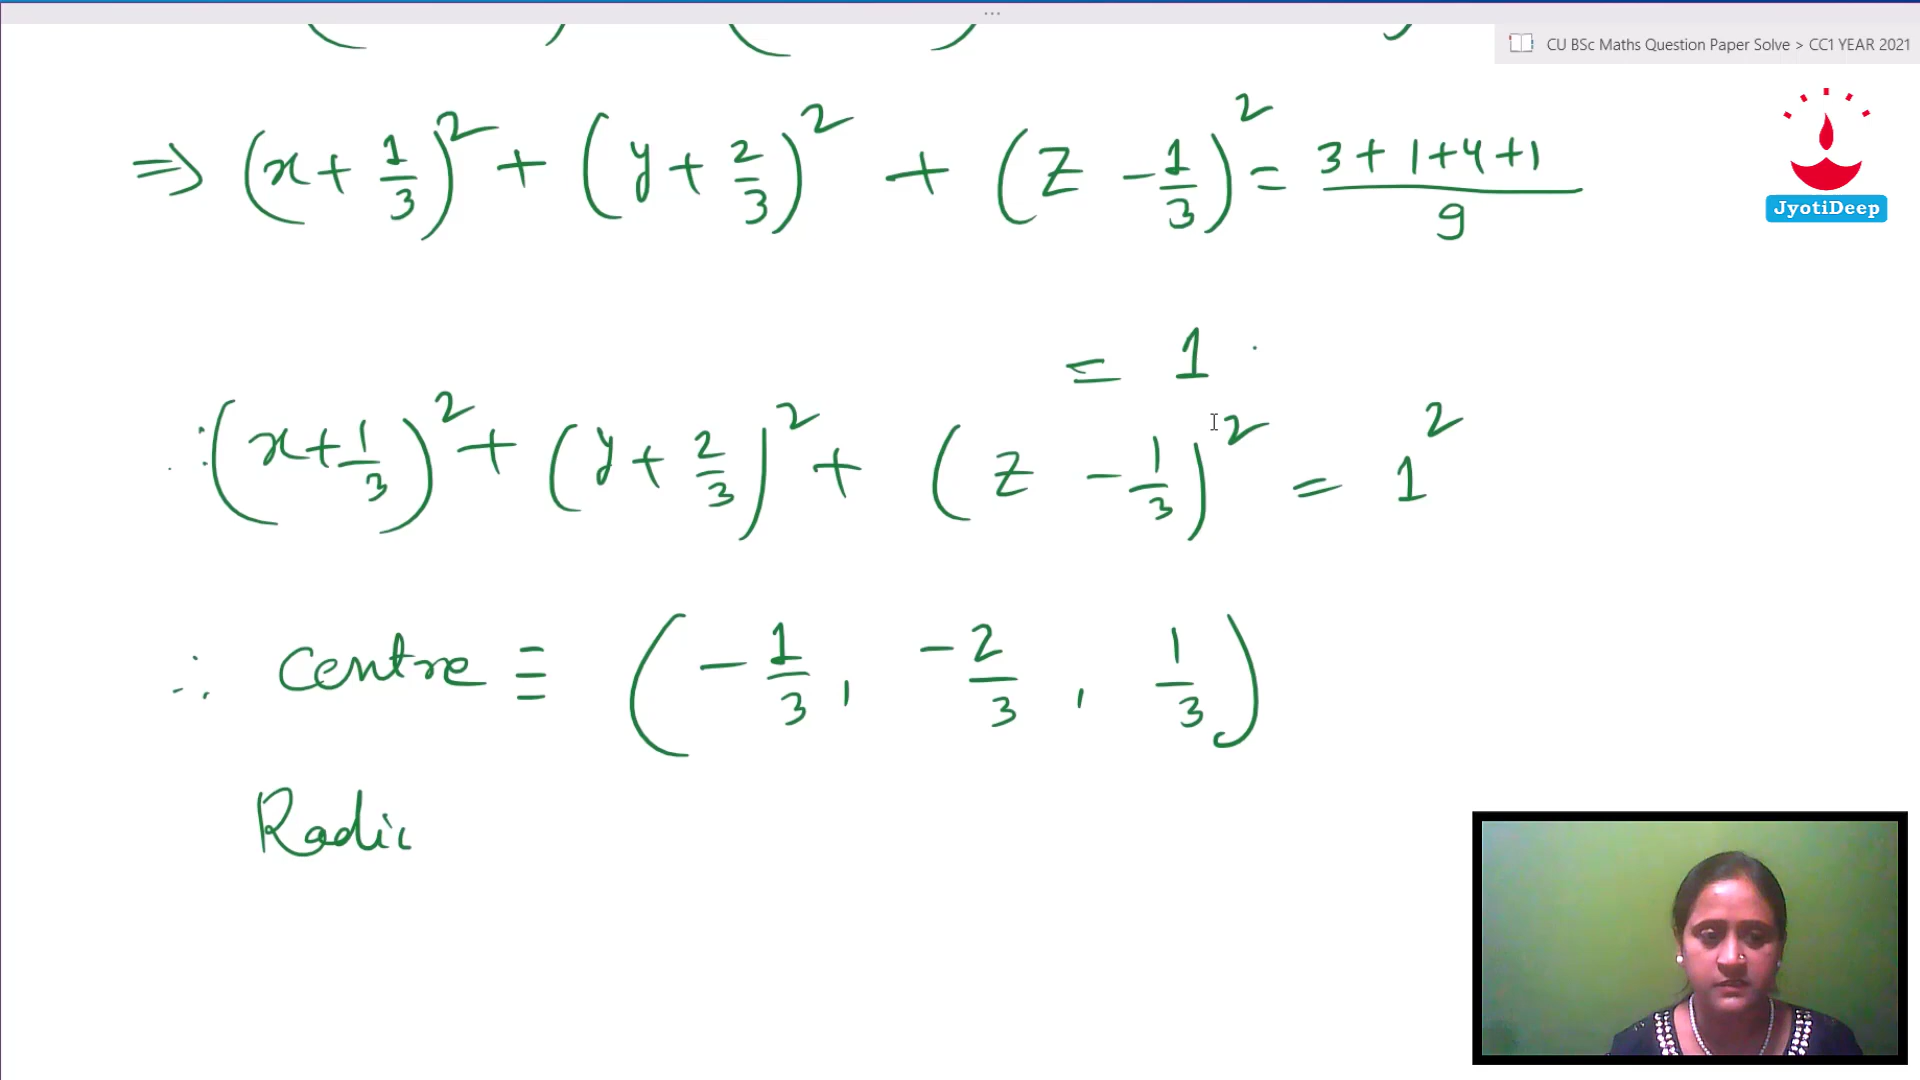 CU BSc Maths Question Paper Solve > CC1 YEAR 2021
⇒ (x + 1/3)² + (y + 2/3)² + (z - 1/3)² = (3 + 1 + 4 + 1)/9
JyotiDeep
= 1
∴ (x + 1/3)² + (y + 2/3)² + (z - 1/3)² = 1²
∴ Centre ≡ (-1/3, -2/3, 1/3)
Radi